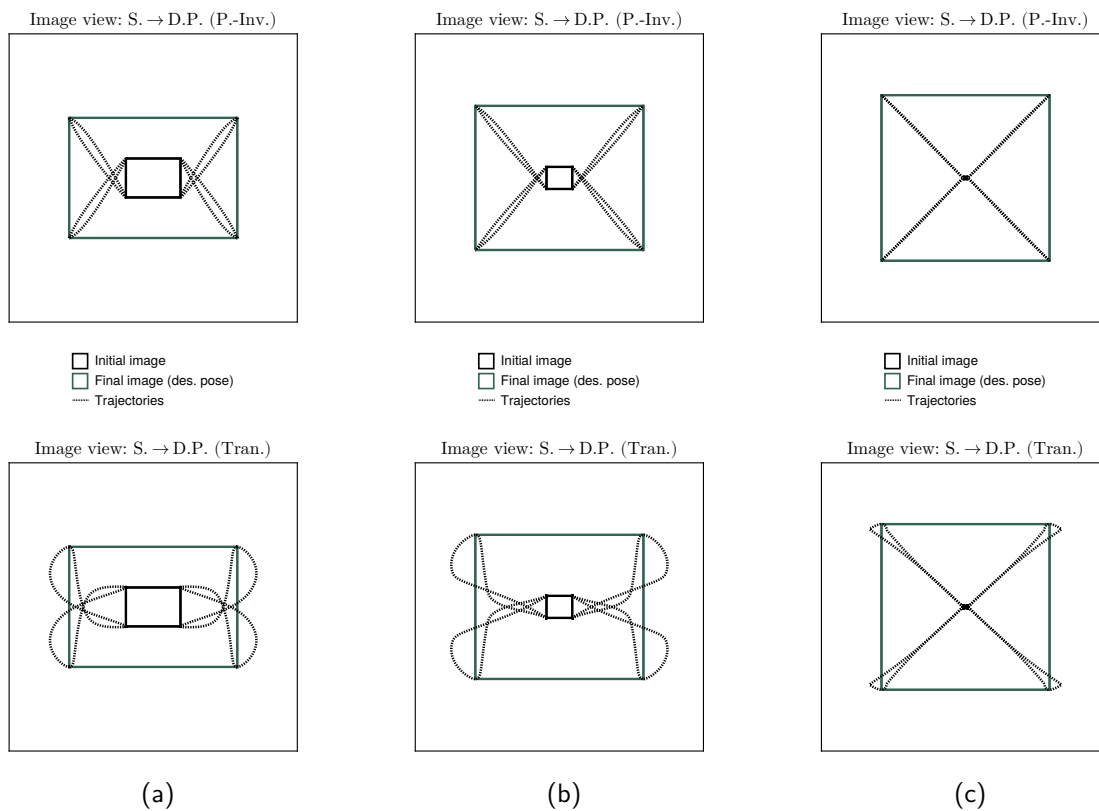 Image view: S. → D.P. (P.-Inv.)
Image view: S. → D.P. (P.-Inv.)
Image view: S. → D.P. (P.-Inv.)
Initial image
Final image (des. pose)
Trajectories
Initial image
Final image (des. pose)
Trajectories
Initial image
Final image (des. pose)
Trajectories
Image view: S. → D.P. (Tran.)
Image view: S. → D.P. (Tran.)
Image view: S. → D.P. (Tran.)
(a)
(b)
(c)